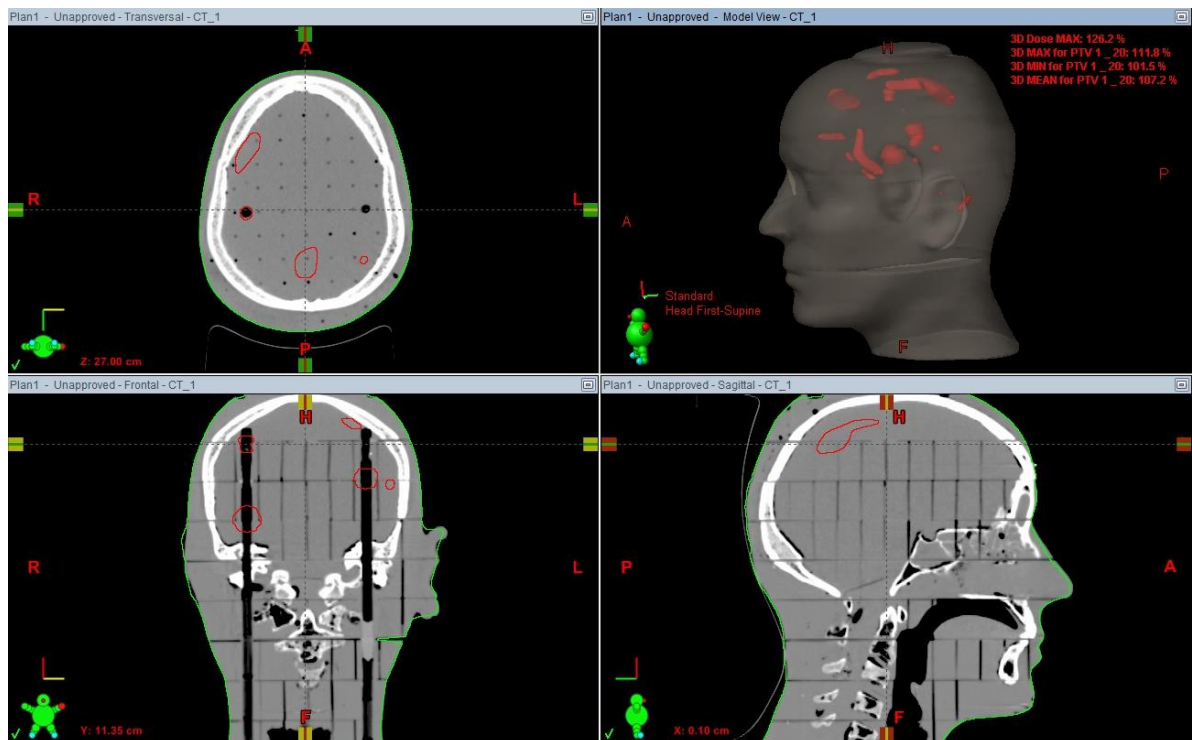 Plan1 - Unapproved - Transversal - CT_1
A
R
L
P
Z: 27.00 cm
Plan1 - Unapproved - Model View - CT_1
3D Dose MAX: 126.2 %
3D MAX for PTV 1 _ 20: 111.8 %
3D MIN for PTV 1 _ 20: 101.5 %
3D MEAN for PTV 1 _ 20: 107.2 %
H
P
A
Standard
Head First-Supine
F
Plan1 - Unapproved - Frontal - CT_1
H
R
L
F
Y: 11.35 cm
Plan1 - Unapproved - Sagittal - CT_1
H
P
A
F
X: 0.10 cm